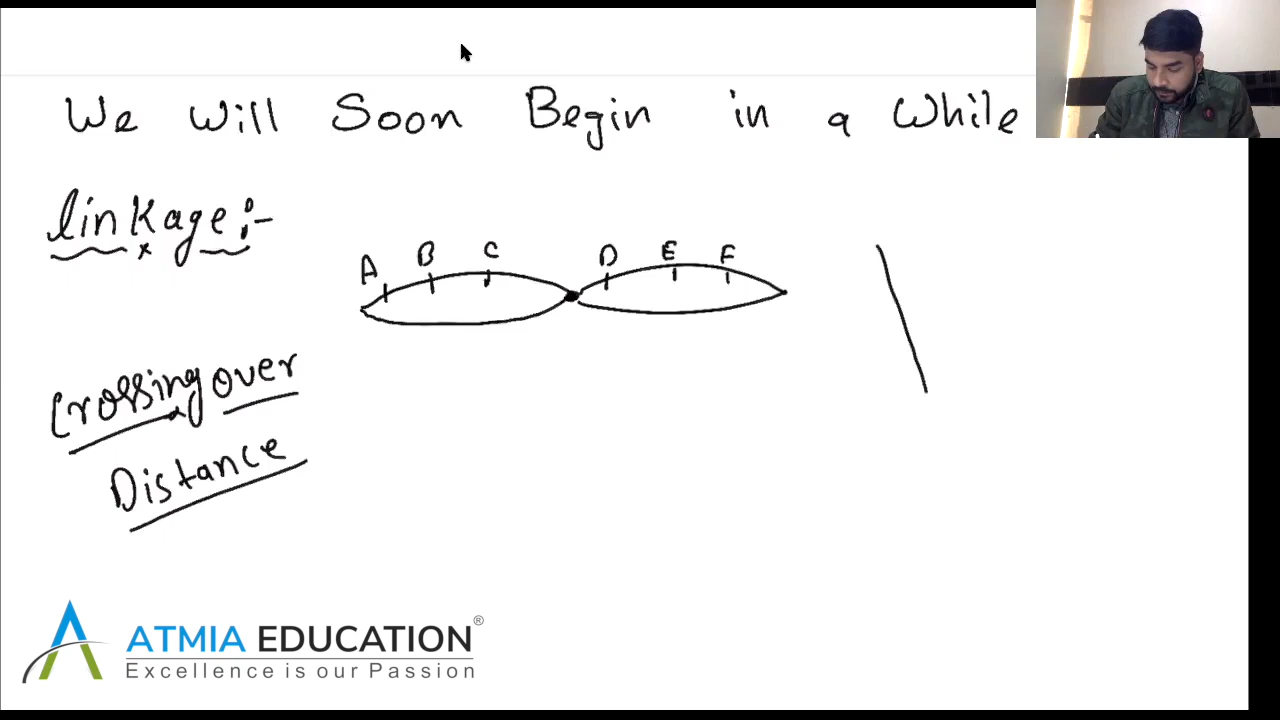 We Will Soon Begin in a While
linkage:-
A B C D E F
Crossing over
Distance
ATMIA EDUCATION®
Excellence is our Passion